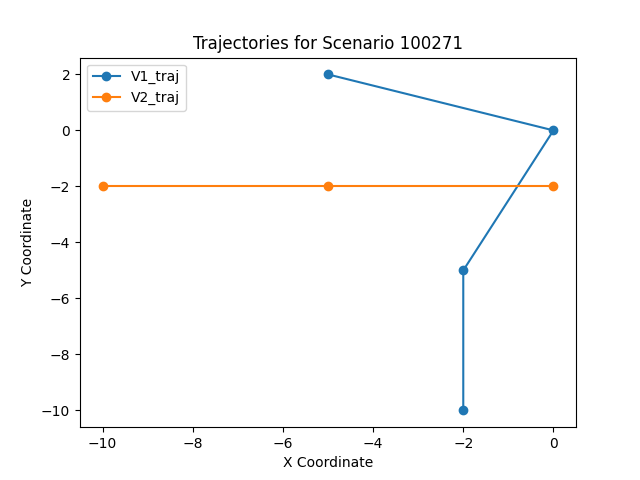 Trajectories for Scenario 100271
V1_traj
V2_traj
2
0
−2
−4
−6
−8
−10
Y Coordinate
−10
−8
−6
−4
−2
0
X Coordinate